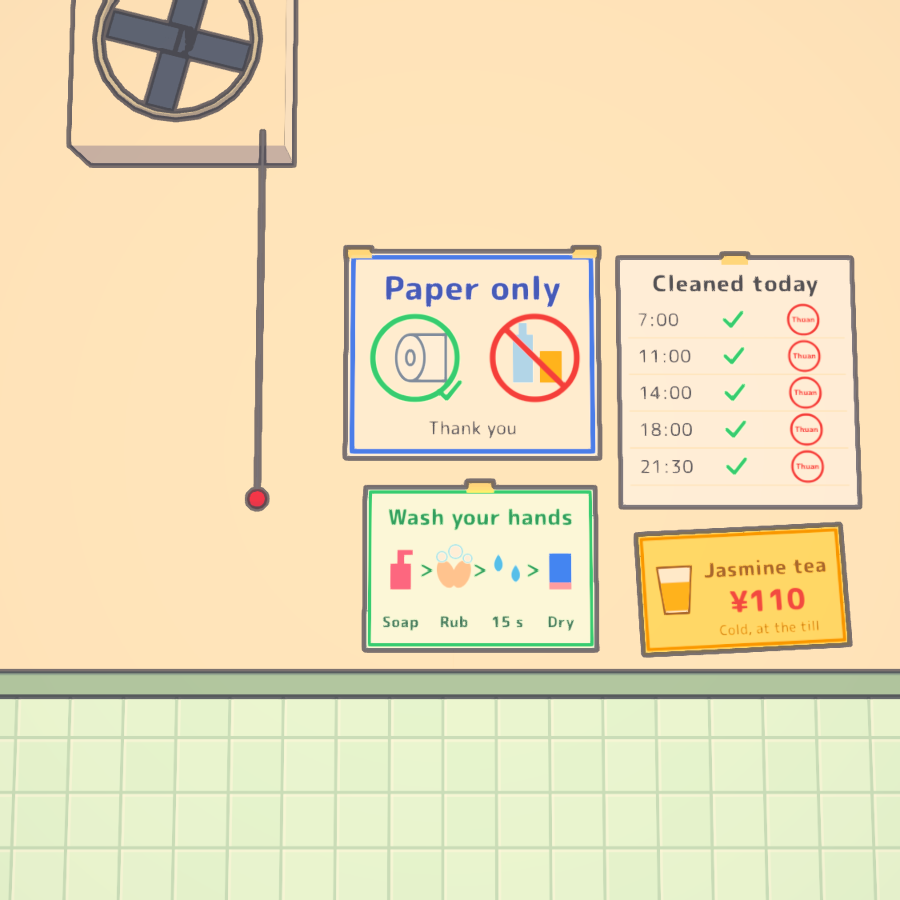 Paper only
Thank you
Cleaned today
7:00 Thuan
11:00 Thuan
14:00 Thuan
18:00 Thuan
21:30 Thuan
Wash your hands
> > >
Soap Rub 15 s Dry
Jasmine tea
¥110
Cold, at the till